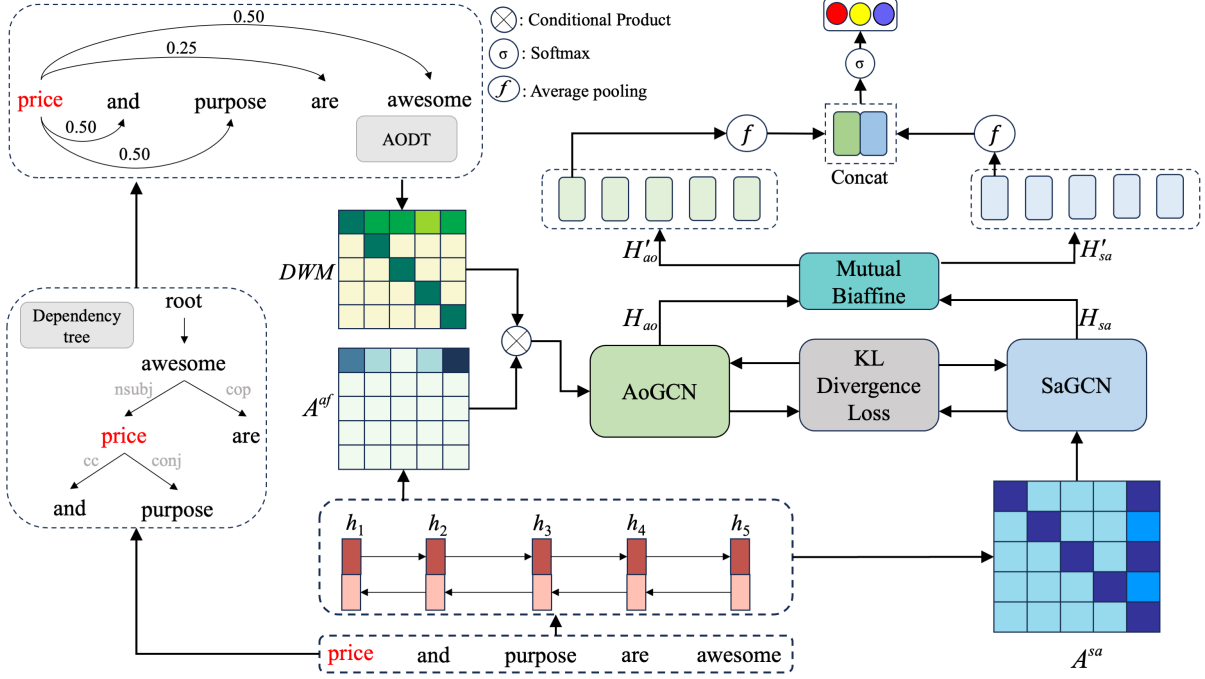 0.50
0.25
price and purpose are awesome
0.50
0.50
AODT
: Conditional Product
σ : Softmax
f : Average pooling
σ
f
f
Concat
H'ao
H'sa
Mutual
Biaffine
Hao
Hsa
DWM
Aaf
AoGCN
KL
Divergence
Loss
SaGCN
Dependency
tree
root
awesome
nsubj cop
price are
cc conj
and purpose
h1 h2 h3 h4 h5
price and purpose are awesome
Asa